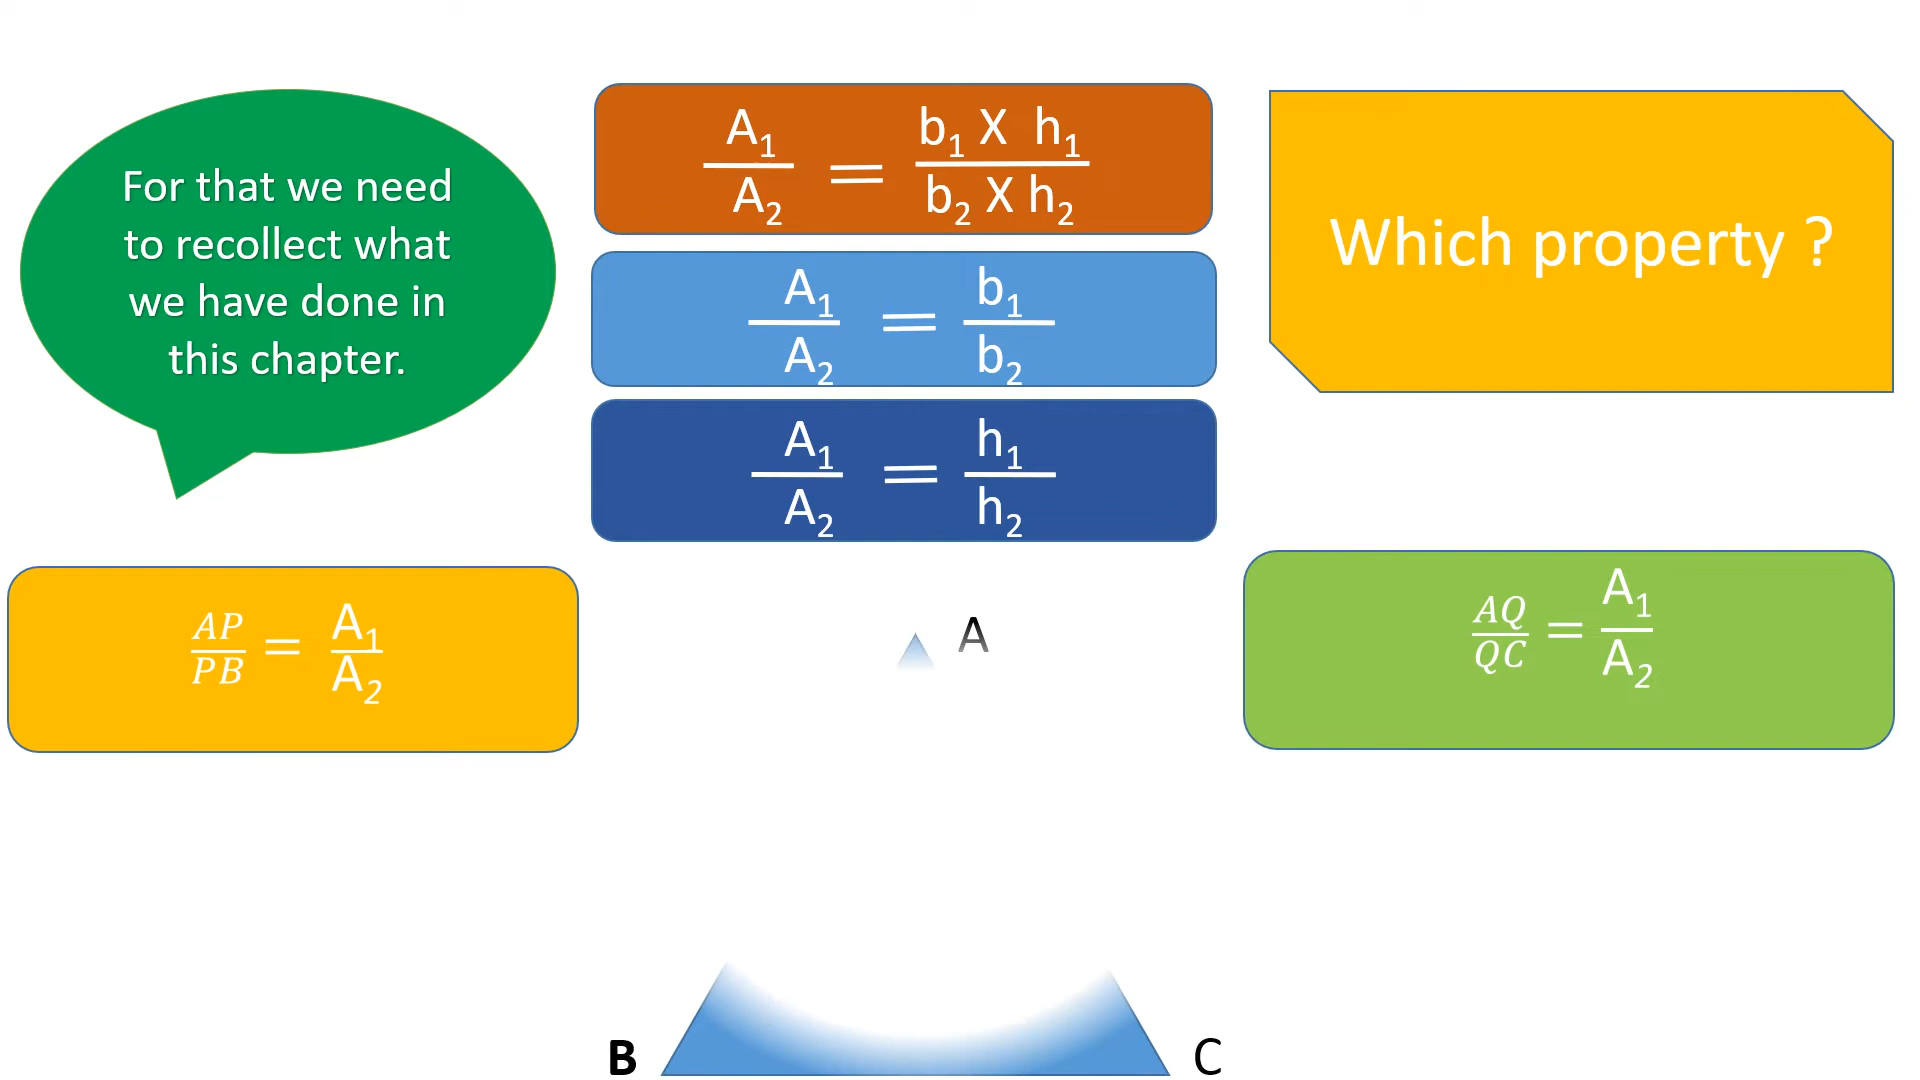 For that we need
to recollect what
we have done in
this chapter.
A₁/A₂ = b₁ X h₁/b₂ X h₂
A₁/A₂ = b₁/b₂
A₁/A₂ = h₁/h₂
Which property ?
AP/PB = A₁/A₂
AQ/QC = A₁/A₂
A
B
C